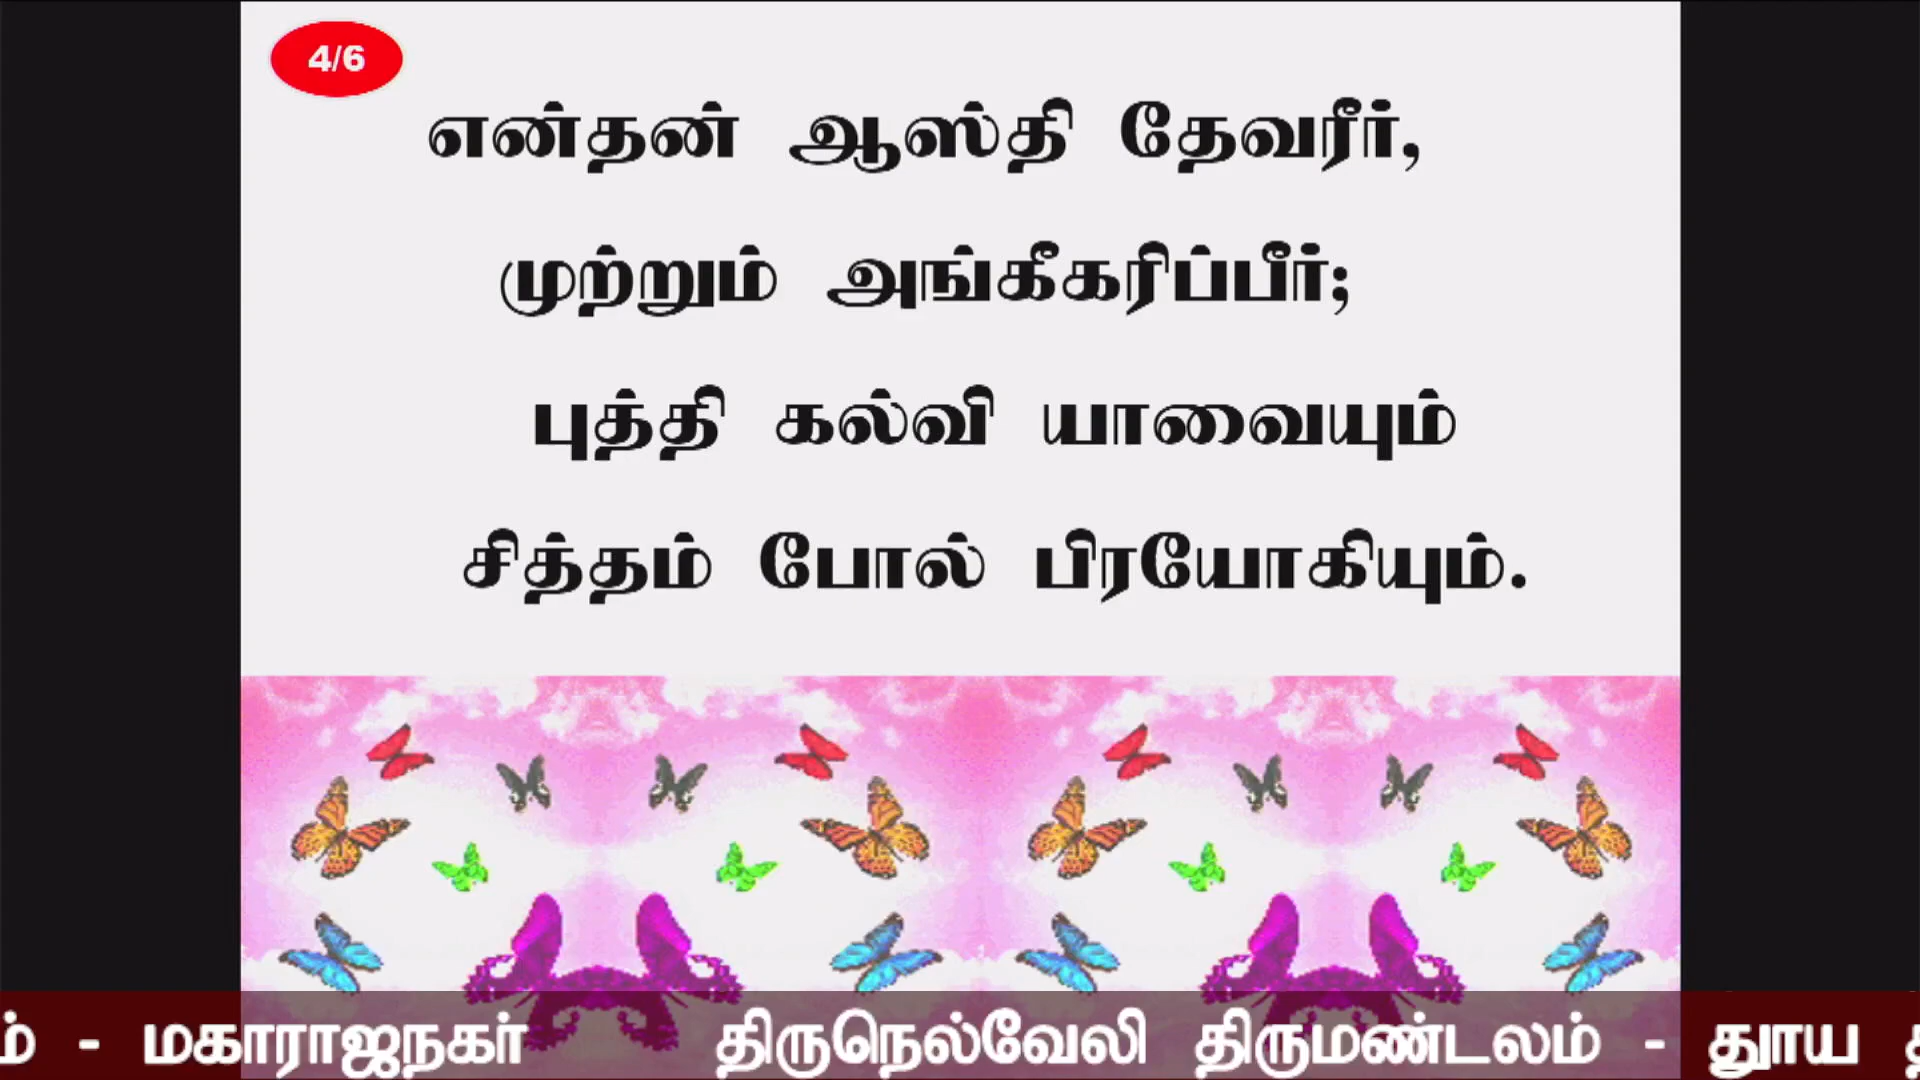 4/6
என்தன் ஆஸ்தி தேவரீர்,
முற்றும் அங்கீகரிப்பீர்;
புத்தி கல்வி யாவையும்
சித்தம் போல் பிரயோகியும்.
ம் - மகாராஜநகர் திருநெல்வேலி திருமண்டலம் - தூய